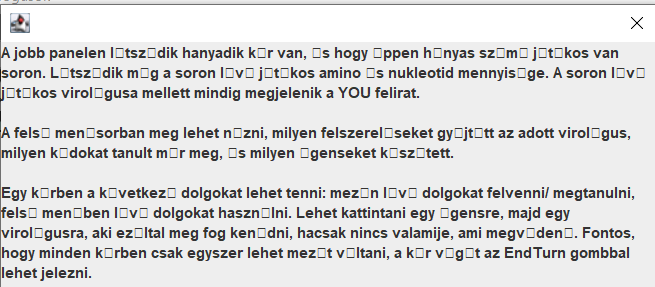 A jobb panelen l□tsz□dik hanyadik k□r van, □s hogy □ppen h□nyas sz□m□ j□t□kos van
soron. L□tsz□dik m□g a soron l□v□ j□t□kos amino □s nukleotid mennyis□ge. A soron l□v□
j□t□kos virol□gusa mellett mindig megjelenik a YOU felirat.
A fels□ men□sorban meg lehet n□zni, milyen felszerel□seket gy□jt□tt az adott virol□gus,
milyen k□dokat tanult m□r meg, □s milyen □genseket k□sz□tett.
Egy k□rben a k□vetkez□ dolgokat lehet tenni: mez□n l□v□ dolgokat felvenni/ megtanulni,
fels□ men□ben l□v□ dolgokat haszn□lni. Lehet kattintani egy □gensre, majd egy
virol□gusra, aki ez□ltal meg fog ken□dni, hacsak nincs valamije, ami megv□den□. Fontos,
hogy minden k□rben csak egyszer lehet mez□t v□ltani, a k□r v□g□t az EndTurn gombbal
lehet jelezni.